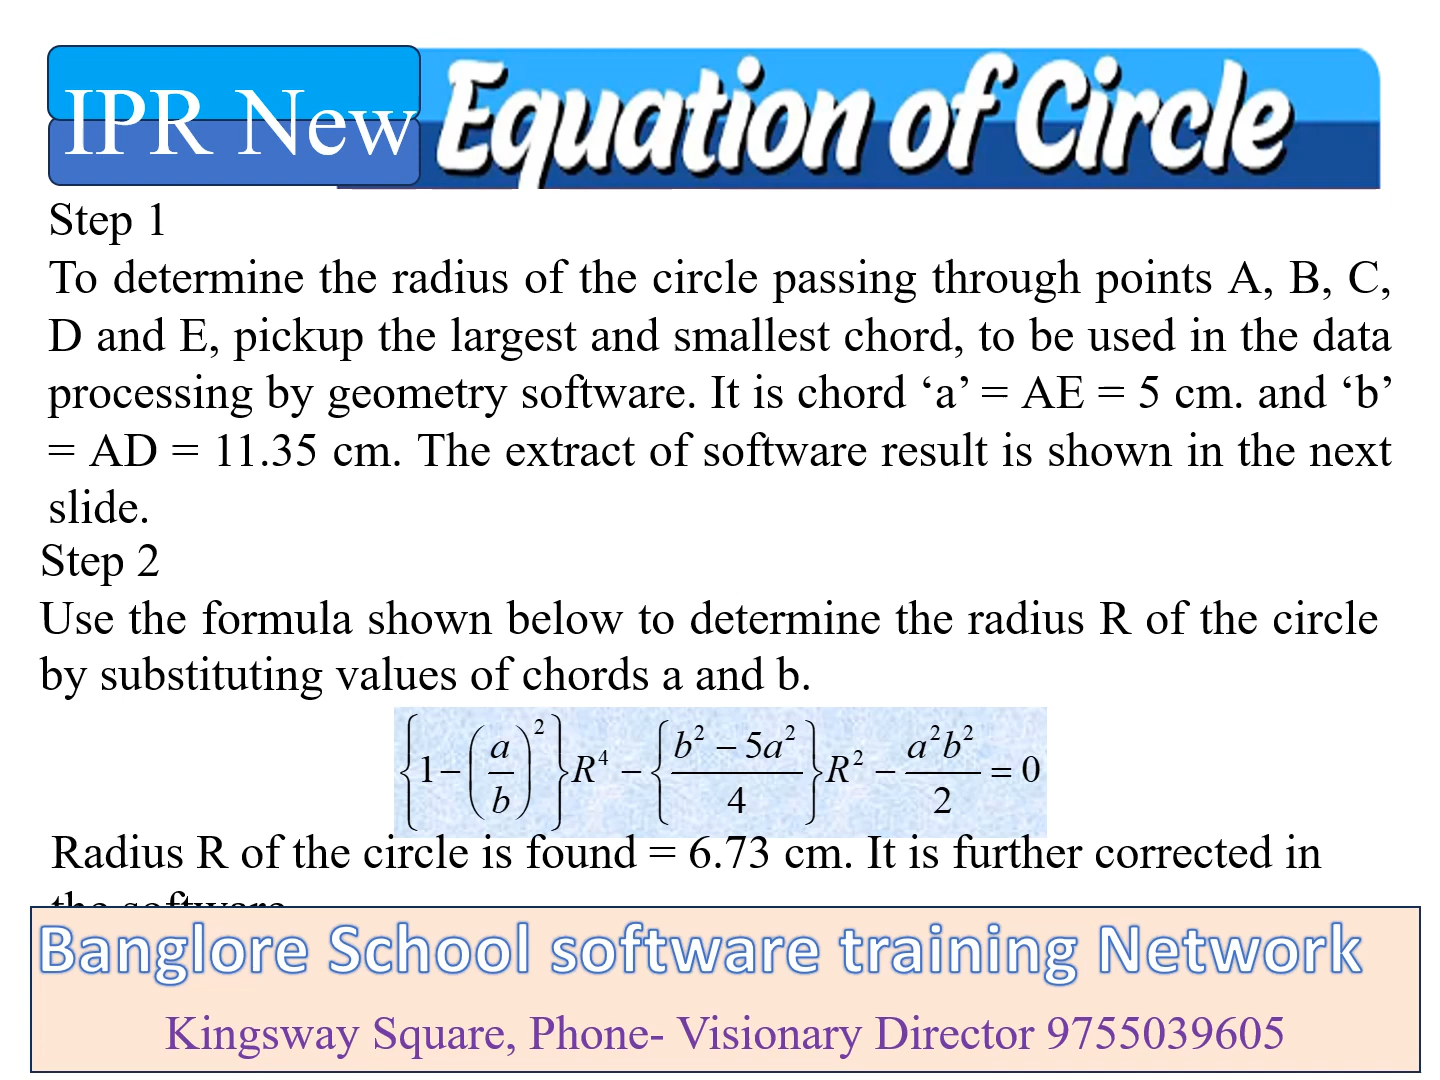 IPR New Equation of Circle
Step 1
To determine the radius of the circle passing through points A, B, C,
D and E, pickup the largest and smallest chord, to be used in the data
processing by geometry software. It is chord ‘a’ = AE = 5 cm. and ‘b’
= AD = 11.35 cm. The extract of software result is shown in the next
slide.
Step 2
Use the formula shown below to determine the radius R of the circle
by substituting values of chords a and b.
{1−(a/b)²}R⁴ − {(b² − 5a²)/4}R² − a²b²/2 = 0
Radius R of the circle is found = 6.73 cm. It is further corrected in
the software
Banglore School software training Network
Kingsway Square, Phone- Visionary Director 9755039605